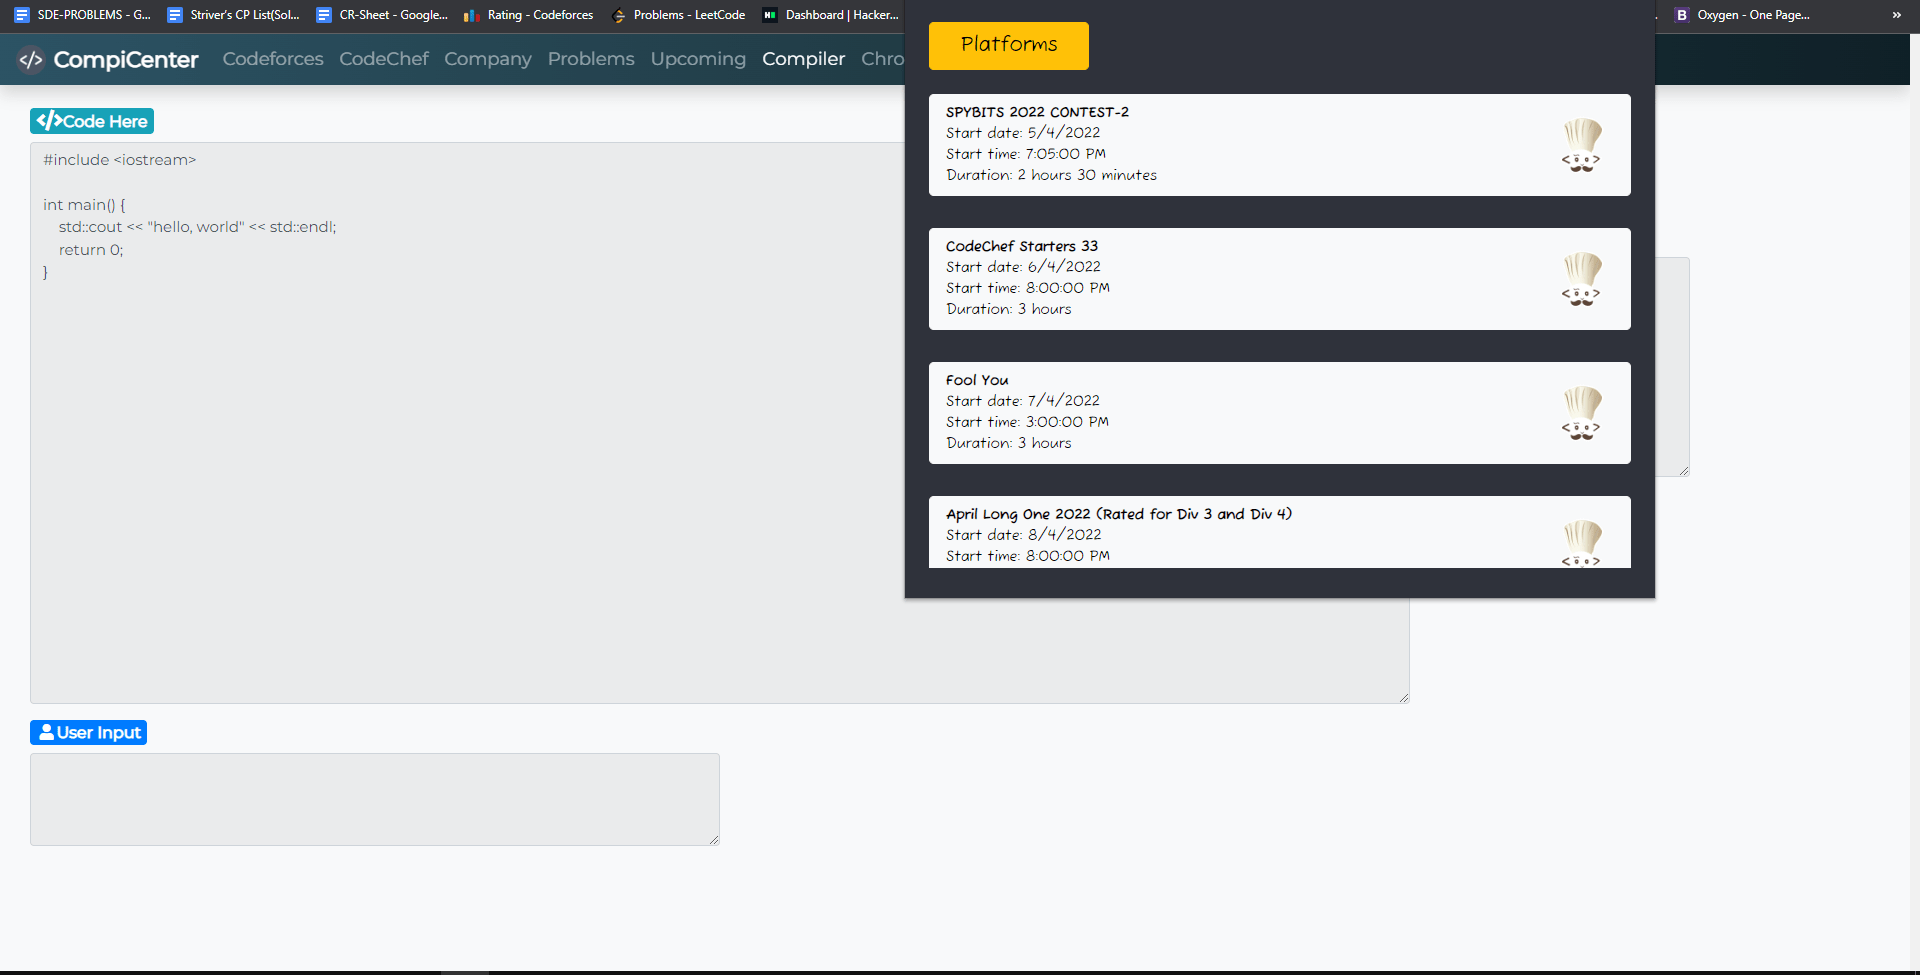 SDE-PROBLEMS - G...
Striver's CP List(Sol...
CR-Sheet - Google...
Rating - Codeforces
Problems - LeetCode
Dashboard | Hacker...
Oxygen - One Page...
»
</> CompiCenter
Codeforces
CodeChef
Company
Problems
Upcoming
Compiler
Chro
</>Code Here
#include <iostream>
int main() {
std::cout << "hello, world" << std::endl;
return 0;
}
User Input
Platforms
SPYBITS 2022 CONTEST-2
Start date: 5/4/2022
Start time: 7:05:00 PM
Duration: 2 hours 30 minutes
CodeChef Starters 33
Start date: 6/4/2022
Start time: 8:00:00 PM
Duration: 3 hours
Fool You
Start date: 7/4/2022
Start time: 3:00:00 PM
Duration: 3 hours
April Long One 2022 (Rated for Div 3 and Div 4)
Start date: 8/4/2022
Start time: 8:00:00 PM